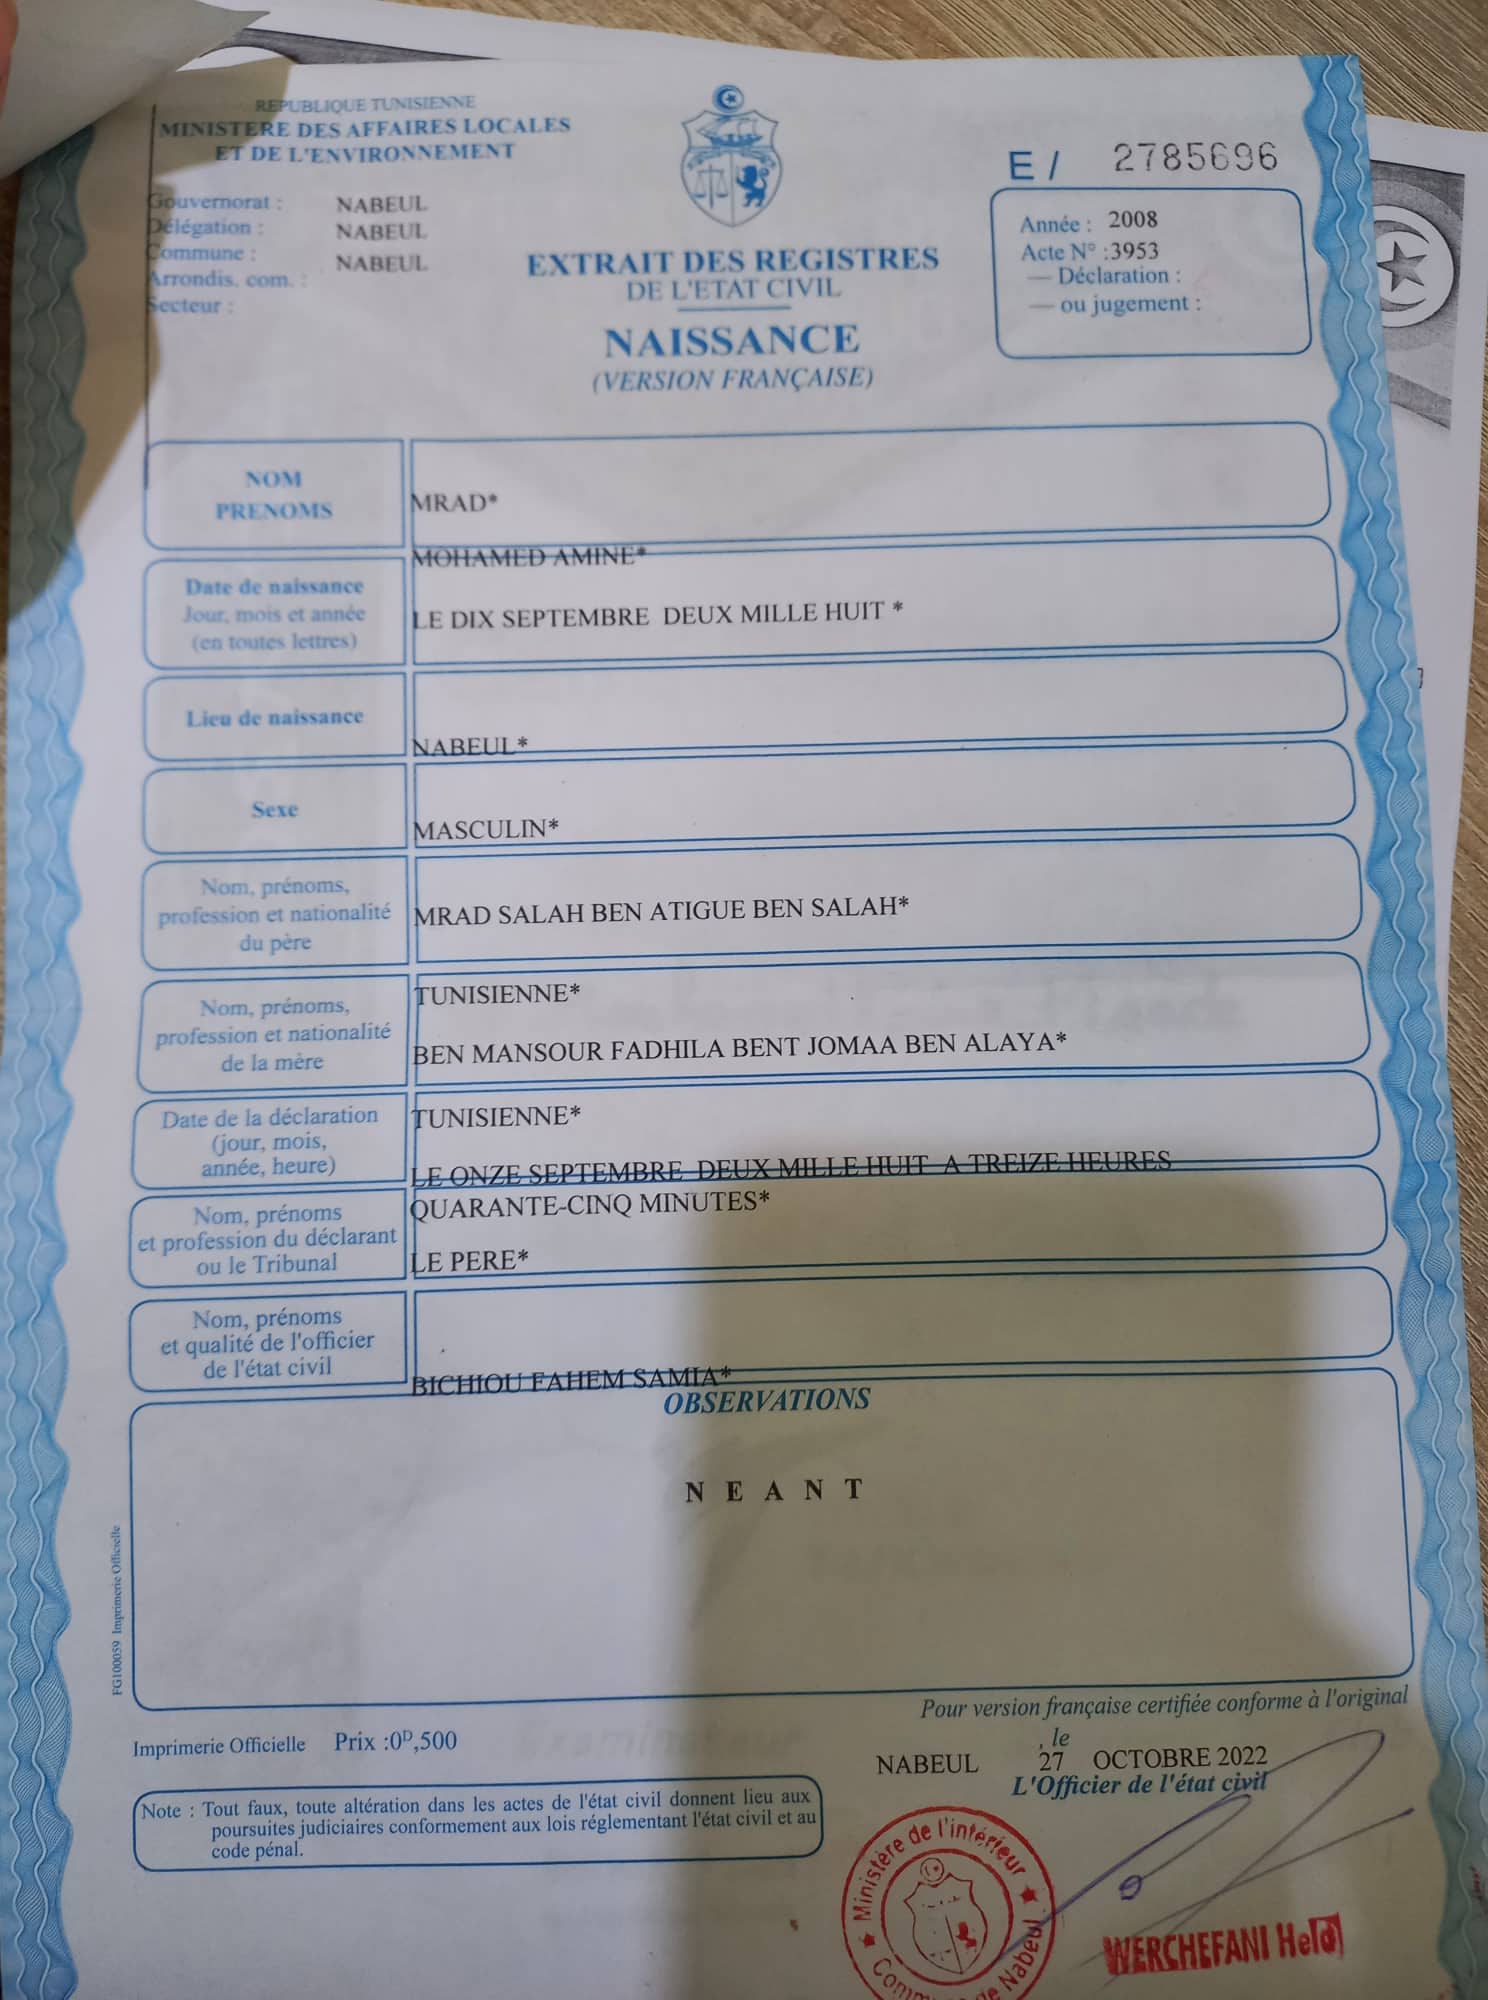 REPUBLIQUE TUNISIENNE
MINISTERE DES AFFAIRES LOCALES
ET DE L'ENVIRONNEMENT
Gouvernorat : NABEUL
Délégation : NABEUL
Commune : NABEUL
Arrondis. com. :
Secteur :
E / 2785696
Année : 2008
Acte N° :3953
— Déclaration :
— ou jugement :
EXTRAIT DES REGISTRES
DE L'ETAT CIVIL
NAISSANCE
(VERSION FRANÇAISE)
NOM
PRENOMS
MRAD*
MOHAMED AMINE*
Date de naissance
Jour, mois et année
(en toutes lettres)
LE DIX SEPTEMBRE DEUX MILLE HUIT *
Lieu de naissance
NABEUL*
Sexe
MASCULIN*
Nom, prénoms,
profession et nationalité
du père
MRAD SALAH BEN ATIGUE BEN SALAH*
TUNISIENNE*
Nom, prénoms,
profession et nationalité
de la mère
BEN MANSOUR FADHILA BENT JOMAA BEN ALAYA*
TUNISIENNE*
Date de la déclaration
(jour, mois,
année, heure)
LE ONZE SEPTEMBRE DEUX MILLE HUIT A TREIZE HEURES
QUARANTE-CINQ MINUTES*
Nom, prénoms
et profession du déclarant
ou le Tribunal
LE PERE*
Nom, prénoms
et qualité de l'officier
de l'état civil
BICHIOU FAHEM SAMIA*
OBSERVATIONS
N E A N T
FG100059 Imprimerie Officielle
Pour version française certifiée conforme à l'original
Imprimerie Officielle Prix :0ᴰ,500
NABEUL , le 27 OCTOBRE 2022
L'Officier de l'état civil
Note : Tout faux, toute altération dans les actes de l'état civil donnent lieu aux
poursuites judiciaires conformement aux lois réglementant l'état civil et au
code pénal.
Ministère de l'intérieur
de Nabeul
WERCHEFANI